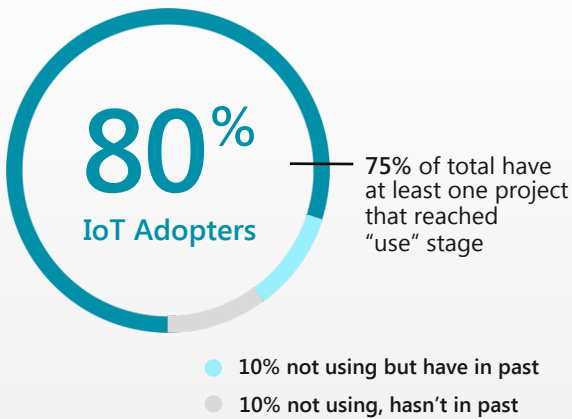 80%
IoT Adopters
75% of total have
at least one project
that reached
“use” stage
10% not using but have in past
10% not using, hasn’t in past